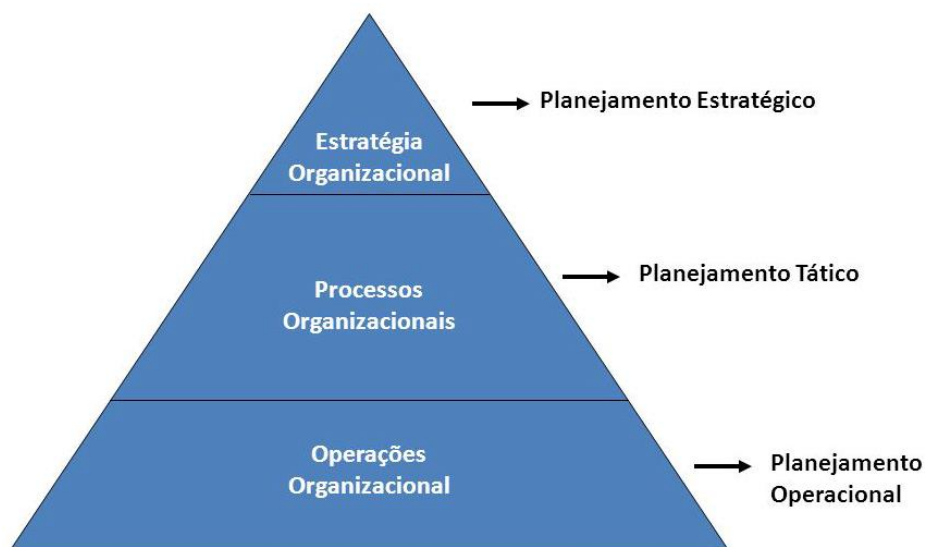 Planejamento Estratégico
Estratégia
Organizacional
Planejamento Tático
Processos
Organizacionais
Operações
Organizacional
Planejamento
Operacional